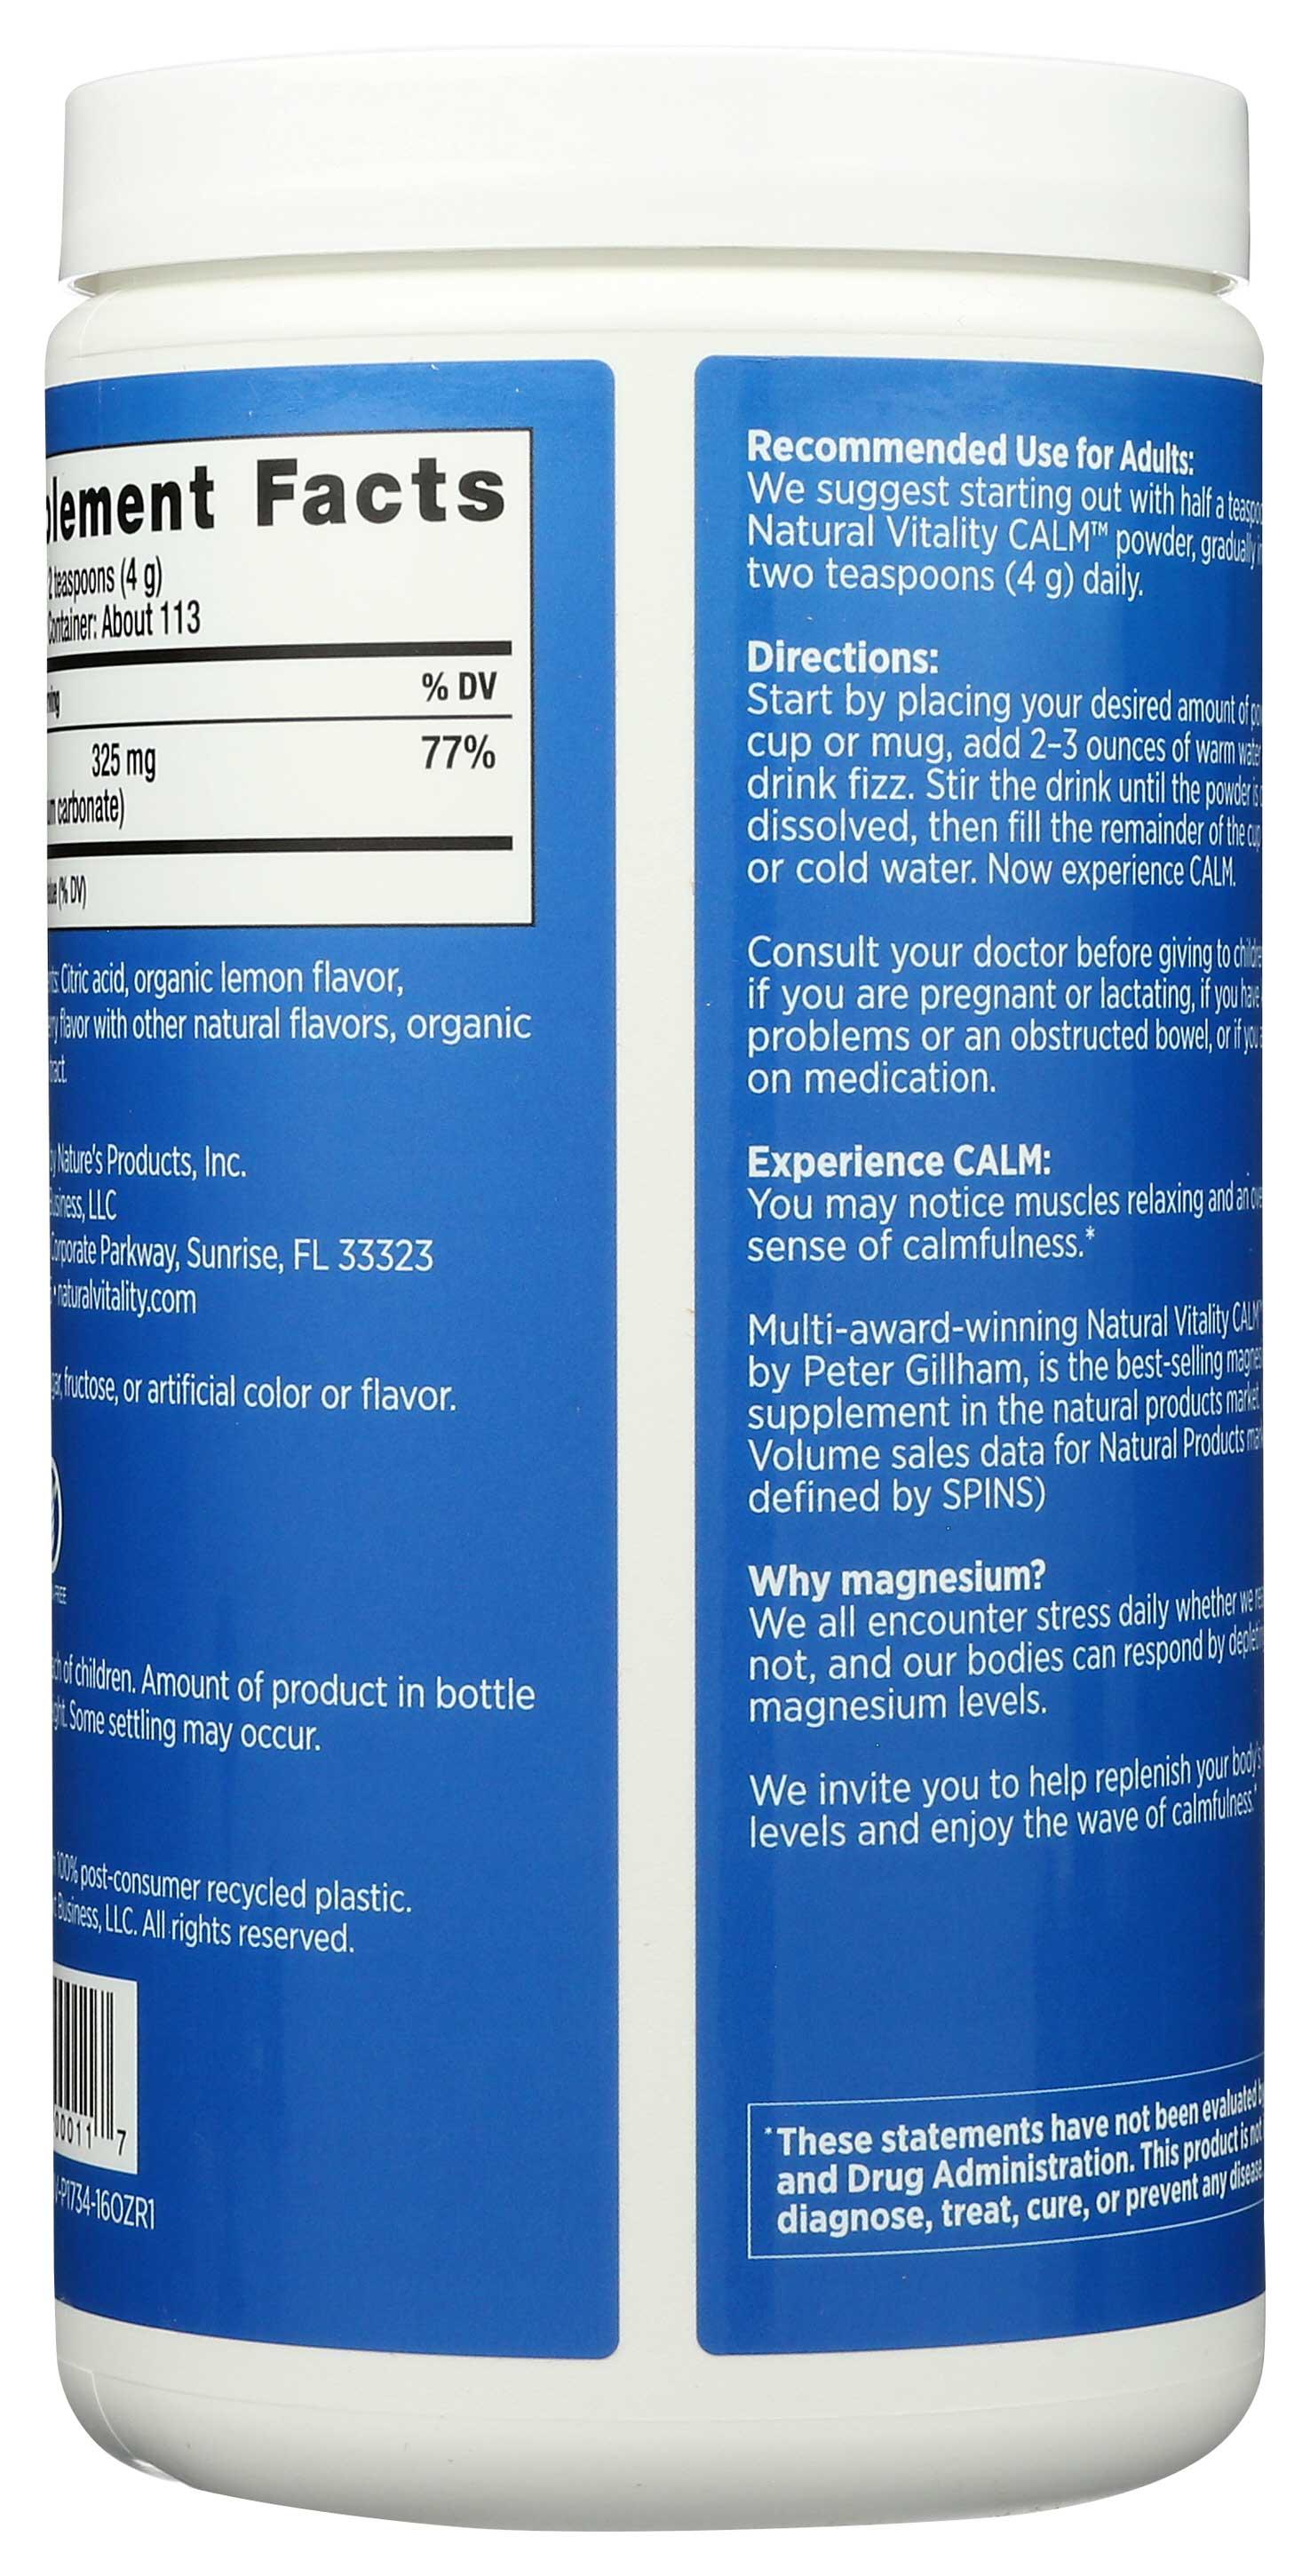 Facts
teaspoons (4 g)
About 113
% DV
325 mg 77%
carbonate)
(% DV)
Citric acid, organic lemon flavor,
flavor with other natural flavors, organic
Nature's Products, Inc.
LLC
Parkway, Sunrise, FL 33323
naturalvitality.com
fructose, or artificial color or flavor.
of children. Amount of product in bottle
Some settling may occur.
100% post-consumer recycled plastic.
Business, LLC. All rights reserved.
Recommended Use for Adults:
We suggest starting out with half a
Natural Vitality CALM™ powder, gradually
two teaspoons (4 g) daily.
Directions:
Start by placing your desired amount of
cup or mug, add 2–3 ounces of warm water
drink fizz. Stir the drink until the powder is
dissolved, then fill the remainder of the cup
or cold water. Now experience CALM.
Consult your doctor before giving to
if you are pregnant or lactating, if you have
problems or an obstructed bowel, or if you
on medication.
Experience CALM:
You may notice muscles relaxing and an
sense of calmfulness.*
Multi-award-winning Natural Vitality CALM
by Peter Gillham, is the best-selling
supplement in the natural products market.
Volume sales data for Natural Products
defined by SPINS)
Why magnesium?
We all encounter stress daily whether we
not, and our bodies can respond by
magnesium levels.
We invite you to help replenish your body's
levels and enjoy the wave of calmfulness.*
*These statements have not been evaluated
and Drug Administration. This product is not
diagnose, treat, cure, or prevent any disease.